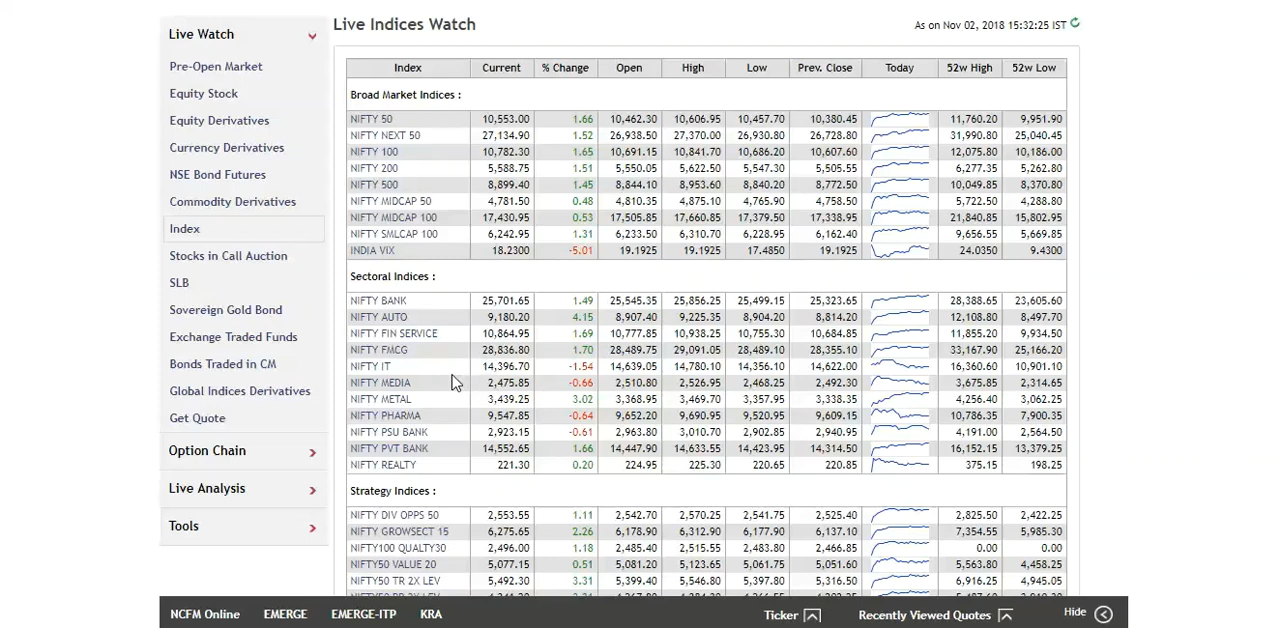 Live Indices Watch
As on Nov 02, 2018 15:32:25 IST
Live Watch
Pre-Open Market
Equity Stock
Equity Derivatives
Currency Derivatives
NSE Bond Futures
Commodity Derivatives
Index
Stocks in Call Auction
SLB
Sovereign Gold Bond
Exchange Traded Funds
Bonds Traded in CM
Global Indices Derivatives
Get Quote
Option Chain
Live Analysis
Tools
Index Current % Change Open High Low Prev. Close Today 52w High 52w Low
Broad Market Indices :
NIFTY 50 10,553.00 1.66 10,462.30 10,606.95 10,457.70 10,380.45 11,760.20 9,951.90
NIFTY NEXT 50 27,134.90 1.52 26,938.50 27,370.00 26,930.80 26,728.80 31,990.80 25,040.45
NIFTY 100 10,782.30 1.65 10,691.15 10,841.70 10,686.20 10,607.60 12,075.80 10,186.00
NIFTY 200 5,588.75 1.51 5,550.05 5,622.50 5,547.30 5,505.55 6,277.35 5,262.80
NIFTY 500 8,899.40 1.45 8,844.10 8,953.60 8,840.20 8,772.50 10,049.85 8,370.80
NIFTY MIDCAP 50 4,781.50 0.48 4,810.35 4,875.10 4,765.90 4,758.50 5,722.50 4,288.80
NIFTY MIDCAP 100 17,430.95 0.53 17,505.85 17,660.85 17,379.50 17,338.95 21,840.85 15,802.95
NIFTY SMLCAP 100 6,242.95 1.31 6,233.50 6,310.70 6,228.95 6,162.40 9,656.55 5,669.85
INDIA VIX 18.2300 -5.01 19.1925 19.1925 17.4850 19.1925 24.0350 9.4300
Sectoral Indices :
NIFTY BANK 25,701.65 1.49 25,545.35 25,856.25 25,499.15 25,323.65 28,388.65 23,605.60
NIFTY AUTO 9,180.20 4.15 8,907.40 9,225.35 8,904.20 8,814.20 12,108.80 8,497.70
NIFTY FIN SERVICE 10,864.95 1.69 10,777.85 10,938.25 10,755.30 10,684.85 11,855.20 9,934.50
NIFTY FMCG 28,836.80 1.70 28,489.75 29,091.05 28,489.10 28,355.10 33,167.90 25,166.20
NIFTY IT 14,396.70 -1.54 14,639.05 14,780.10 14,356.10 14,622.00 16,360.60 10,901.10
NIFTY MEDIA 2,475.85 -0.66 2,510.80 2,526.95 2,468.25 2,492.30 3,675.85 2,314.65
NIFTY METAL 3,439.25 3.02 3,368.95 3,469.70 3,357.95 3,338.35 4,256.40 3,062.25
NIFTY PHARMA 9,547.85 -0.64 9,652.20 9,690.95 9,520.95 9,609.15 10,786.35 7,900.35
NIFTY PSU BANK 2,923.15 -0.61 2,963.80 3,010.70 2,902.85 2,940.95 4,191.00 2,564.50
NIFTY PVT BANK 14,552.65 1.66 14,447.90 14,633.55 14,423.95 14,314.50 16,152.15 13,379.25
NIFTY REALTY 221.30 0.20 224.95 225.30 220.65 220.85 375.15 198.25
Strategy Indices :
NIFTY DIV OPPS 50 2,553.55 1.11 2,542.70 2,570.25 2,541.75 2,525.40 2,825.50 2,422.25
NIFTY GROWSECT 15 6,275.65 2.26 6,178.90 6,312.90 6,177.90 6,137.10 7,354.55 5,985.30
NIFTY100 QUALTY30 2,496.00 1.18 2,485.40 2,515.55 2,483.80 2,466.85 0.00 0.00
NIFTY50 VALUE 20 5,077.15 0.51 5,081.20 5,123.65 5,061.75 5,051.60 5,563.80 4,458.25
NIFTY50 TR 2X LEV 5,492.30 3.31 5,399.40 5,546.80 5,397.80 5,316.50 6,916.25 4,945.05
NCFM Online EMERGE EMERGE-ITP KRA Ticker Recently Viewed Quotes Hide